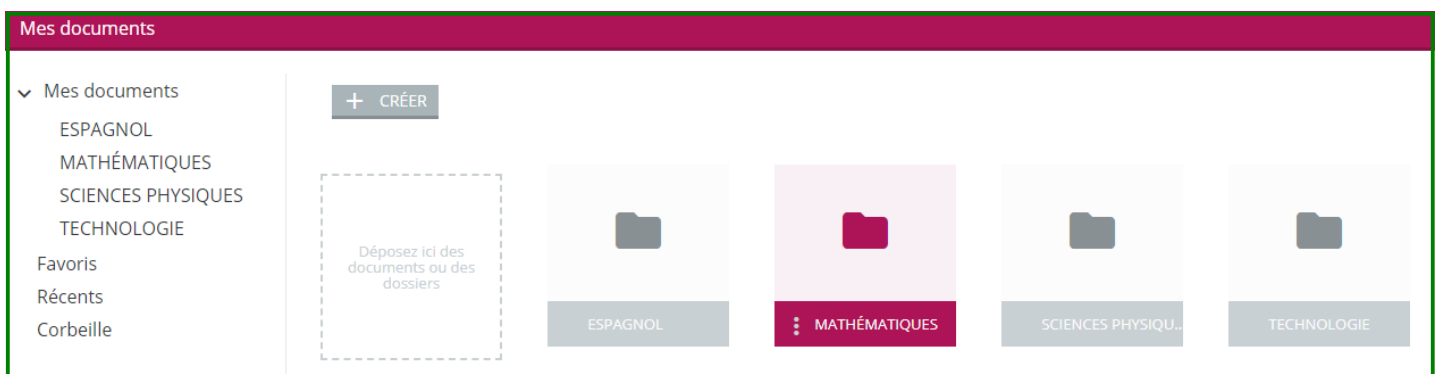 Mes documents
Mes documents
ESPAGNOL
MATHÉMATIQUES
SCIENCES PHYSIQUES
TECHNOLOGIE
Favoris
Récents
Corbeille
+ CRÉER
Déposez ici des
documents ou des
dossiers
ESPAGNOL
MATHÉMATIQUES
SCIENCES PHYSIQU..
TECHNOLOGIE